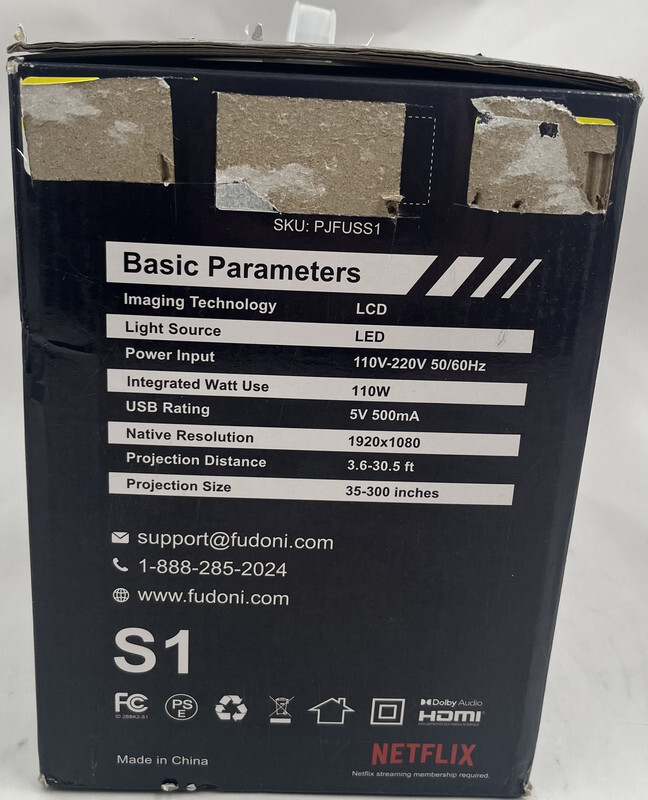 SKU: PJFUSS1
Basic Parameters
Imaging Technology LCD
Light Source LED
Power Input 110V-220V 50/60Hz
Integrated Watt Use 110W
USB Rating 5V 500mA
Native Resolution 1920x1080
Projection Distance 3.6-30.5 ft
Projection Size 35-300 inches
support@fudoni.com
1-888-285-2024
www.fudoni.com
S1
FC PS E Dolby Audio
HDMI
Made in China
NETFLIX
Netflix streaming membership required.